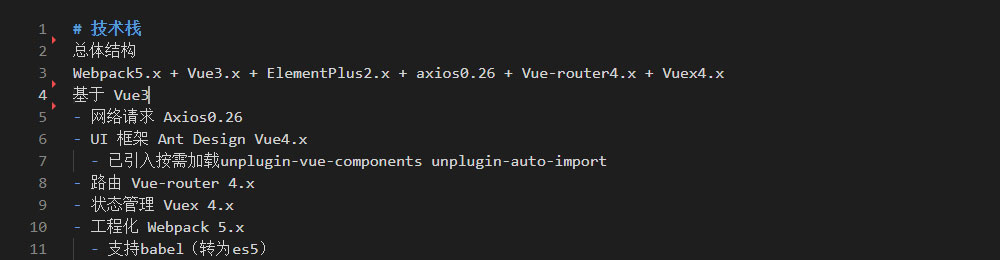 1 # 技术栈
2 总体结构
3 Webpack5.x + Vue3.x + ElementPlus2.x + axios0.26 + Vue-router4.x + Vuex4.x
4 基于 Vue3
5 - 网络请求 Axios0.26
6 - UI 框架 Ant Design Vue4.x
7 - 已引入按需加载unplugin-vue-components unplugin-auto-import
8 - 路由 Vue-router 4.x
9 - 状态管理 Vuex 4.x
10 - 工程化 Webpack 5.x
11 - 支持babel（转为es5）